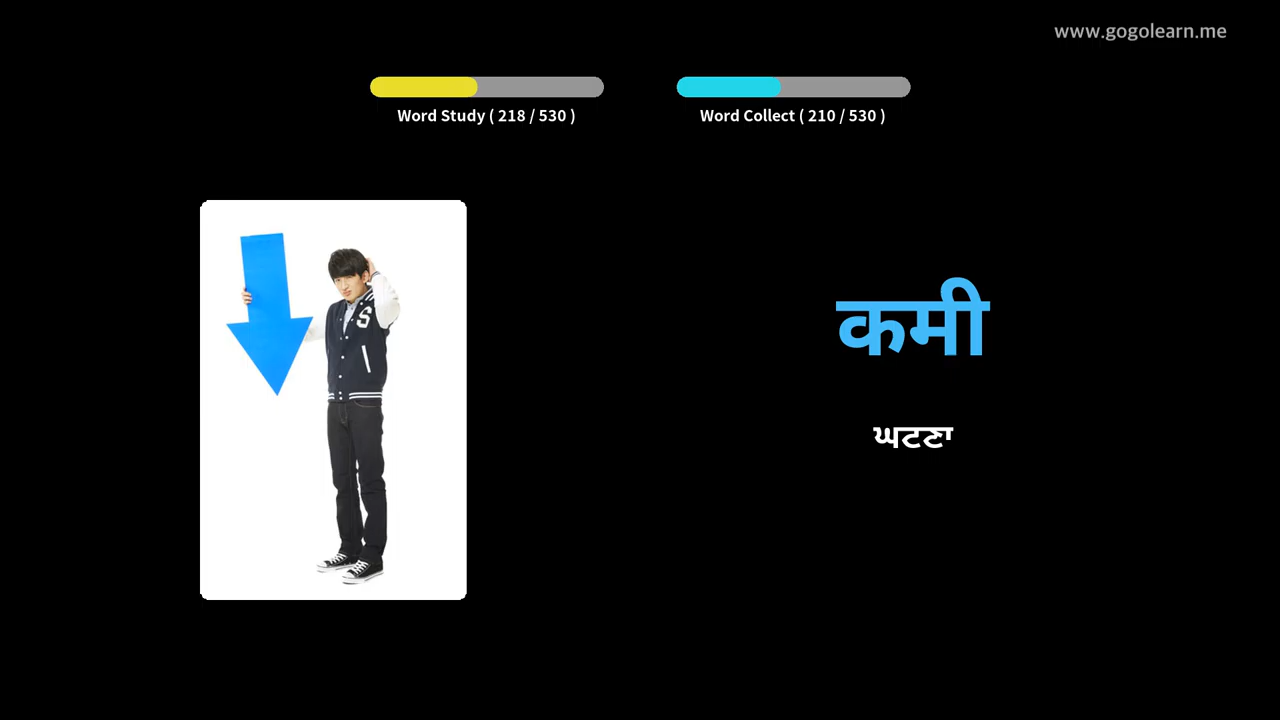 www.gogolearn.me
Word Study ( 218 / 530 )
Word Collect ( 210 / 530 )
S
कमी
ਘਟਣਾ